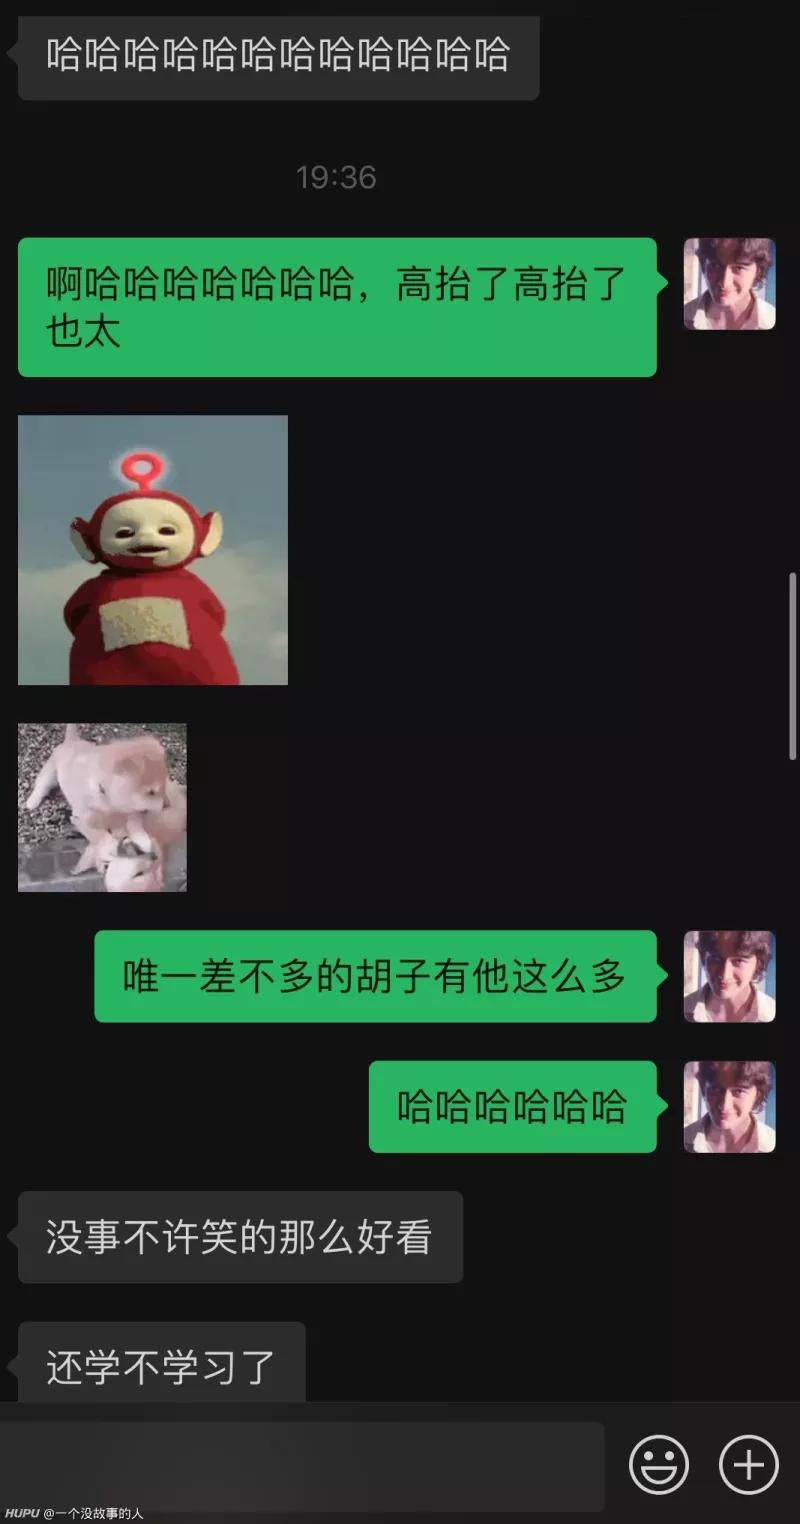 哈哈哈哈哈哈哈哈哈哈哈哈
19:36
啊哈哈哈哈哈哈哈，高抬了高抬了
也太
唯一差不多的胡子有他这么多
哈哈哈哈哈哈
没事不许笑的那么好看
还学不学习了
HUPU @一个没故事的人